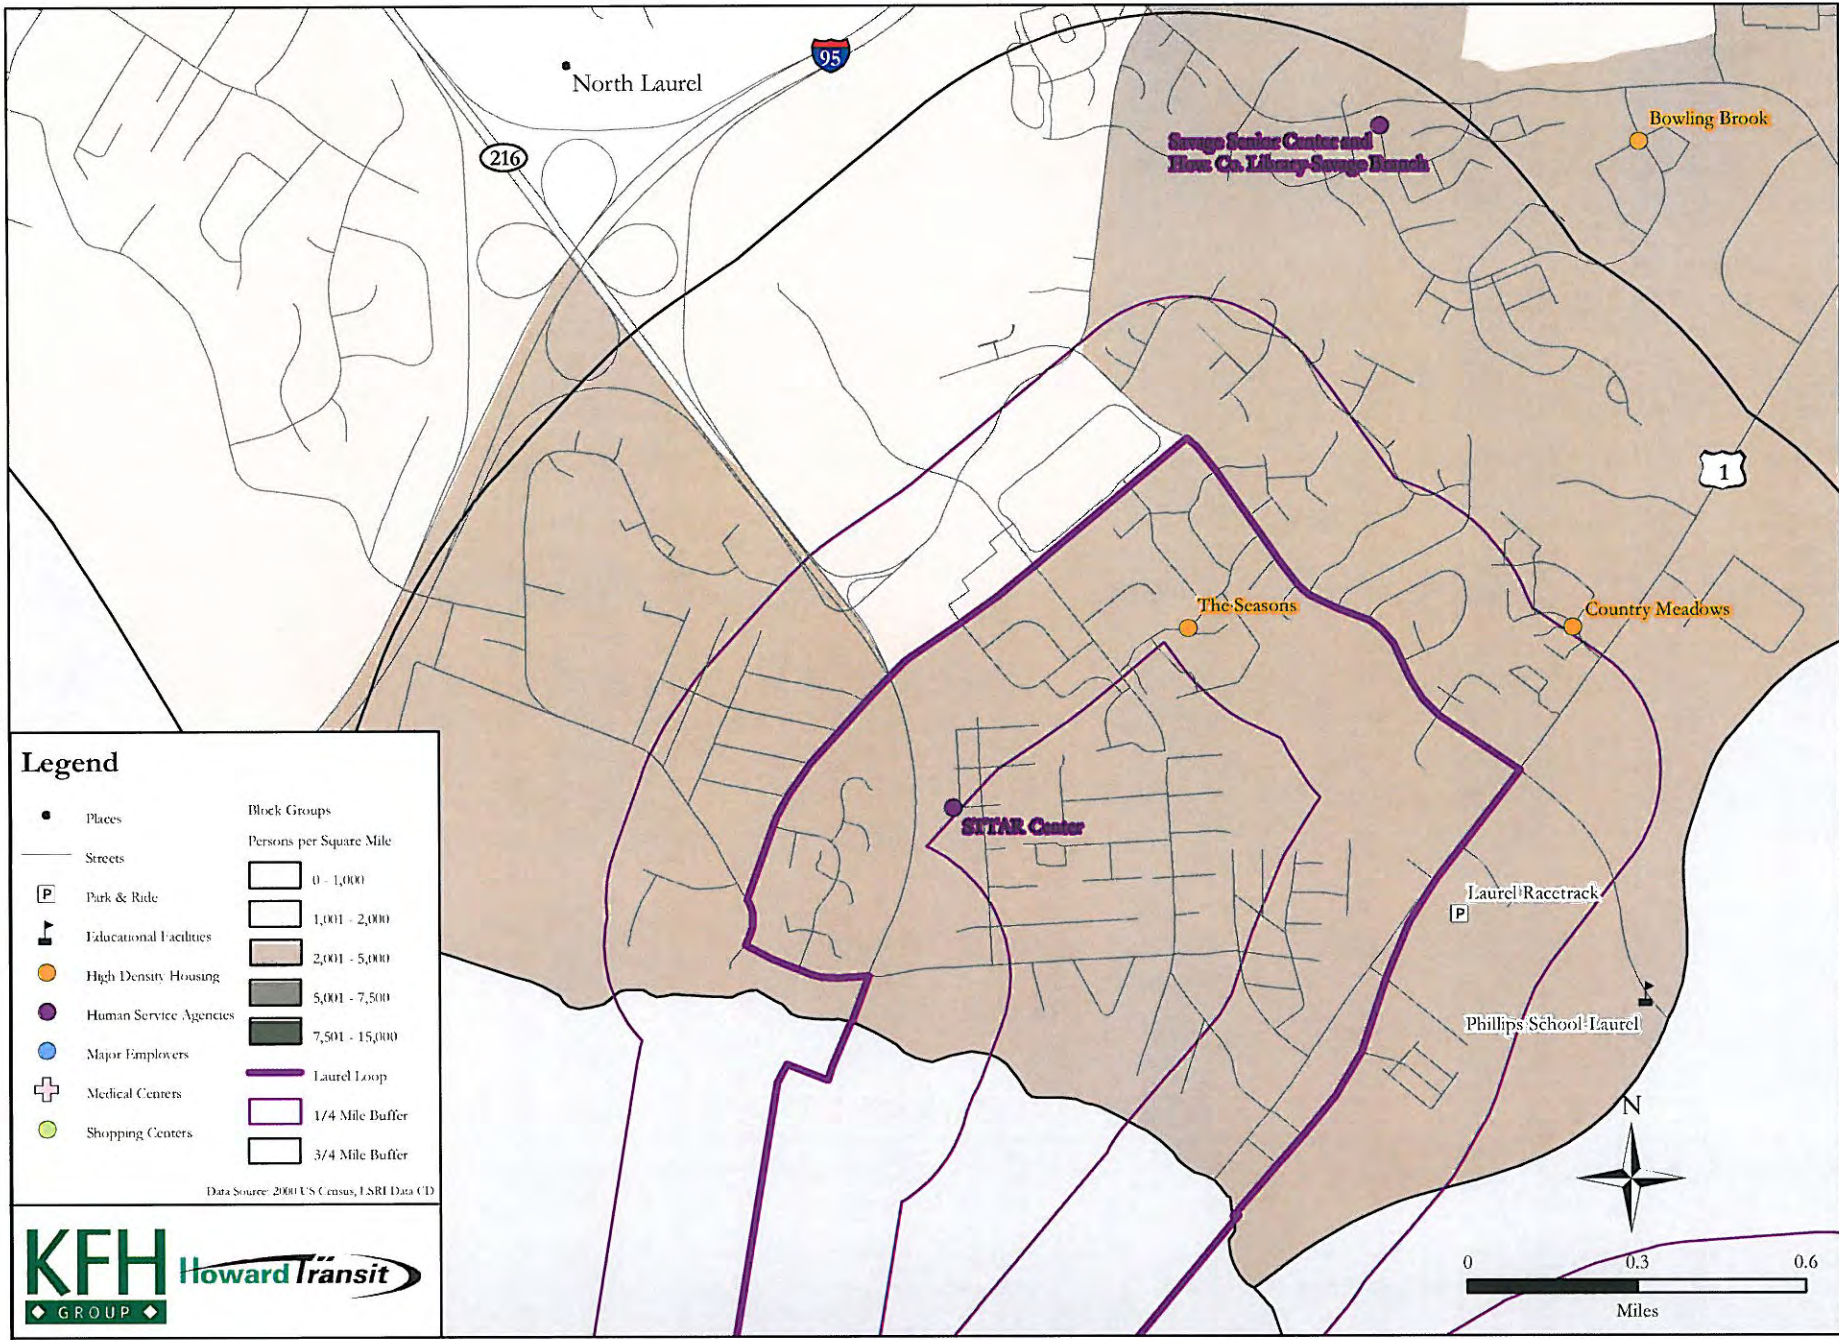 95
North Laurel
216
Bowling Brook
Savage Senior Center and
How. Co. Library-Savage Branch
1
The Seasons
Country Meadows
STTAR Center
Laurel Racetrack
P
Phillips School-Laurel
N
0 0.3 0.6
Miles
Legend
Places
Streets
P Park & Ride
Educational Facilities
High Density Housing
Human Service Agencies
Major Employers
Medical Centers
Shopping Centers
Block Groups
Persons per Square Mile
0 - 1,000
1,001 - 2,000
2,001 - 5,000
5,001 - 7,500
7,501 - 15,000
Laurel Loop
1/4 Mile Buffer
3/4 Mile Buffer
Data Source: 2000 US Census, ESRI Data CD
KFH
GROUP
Howard Tränsit